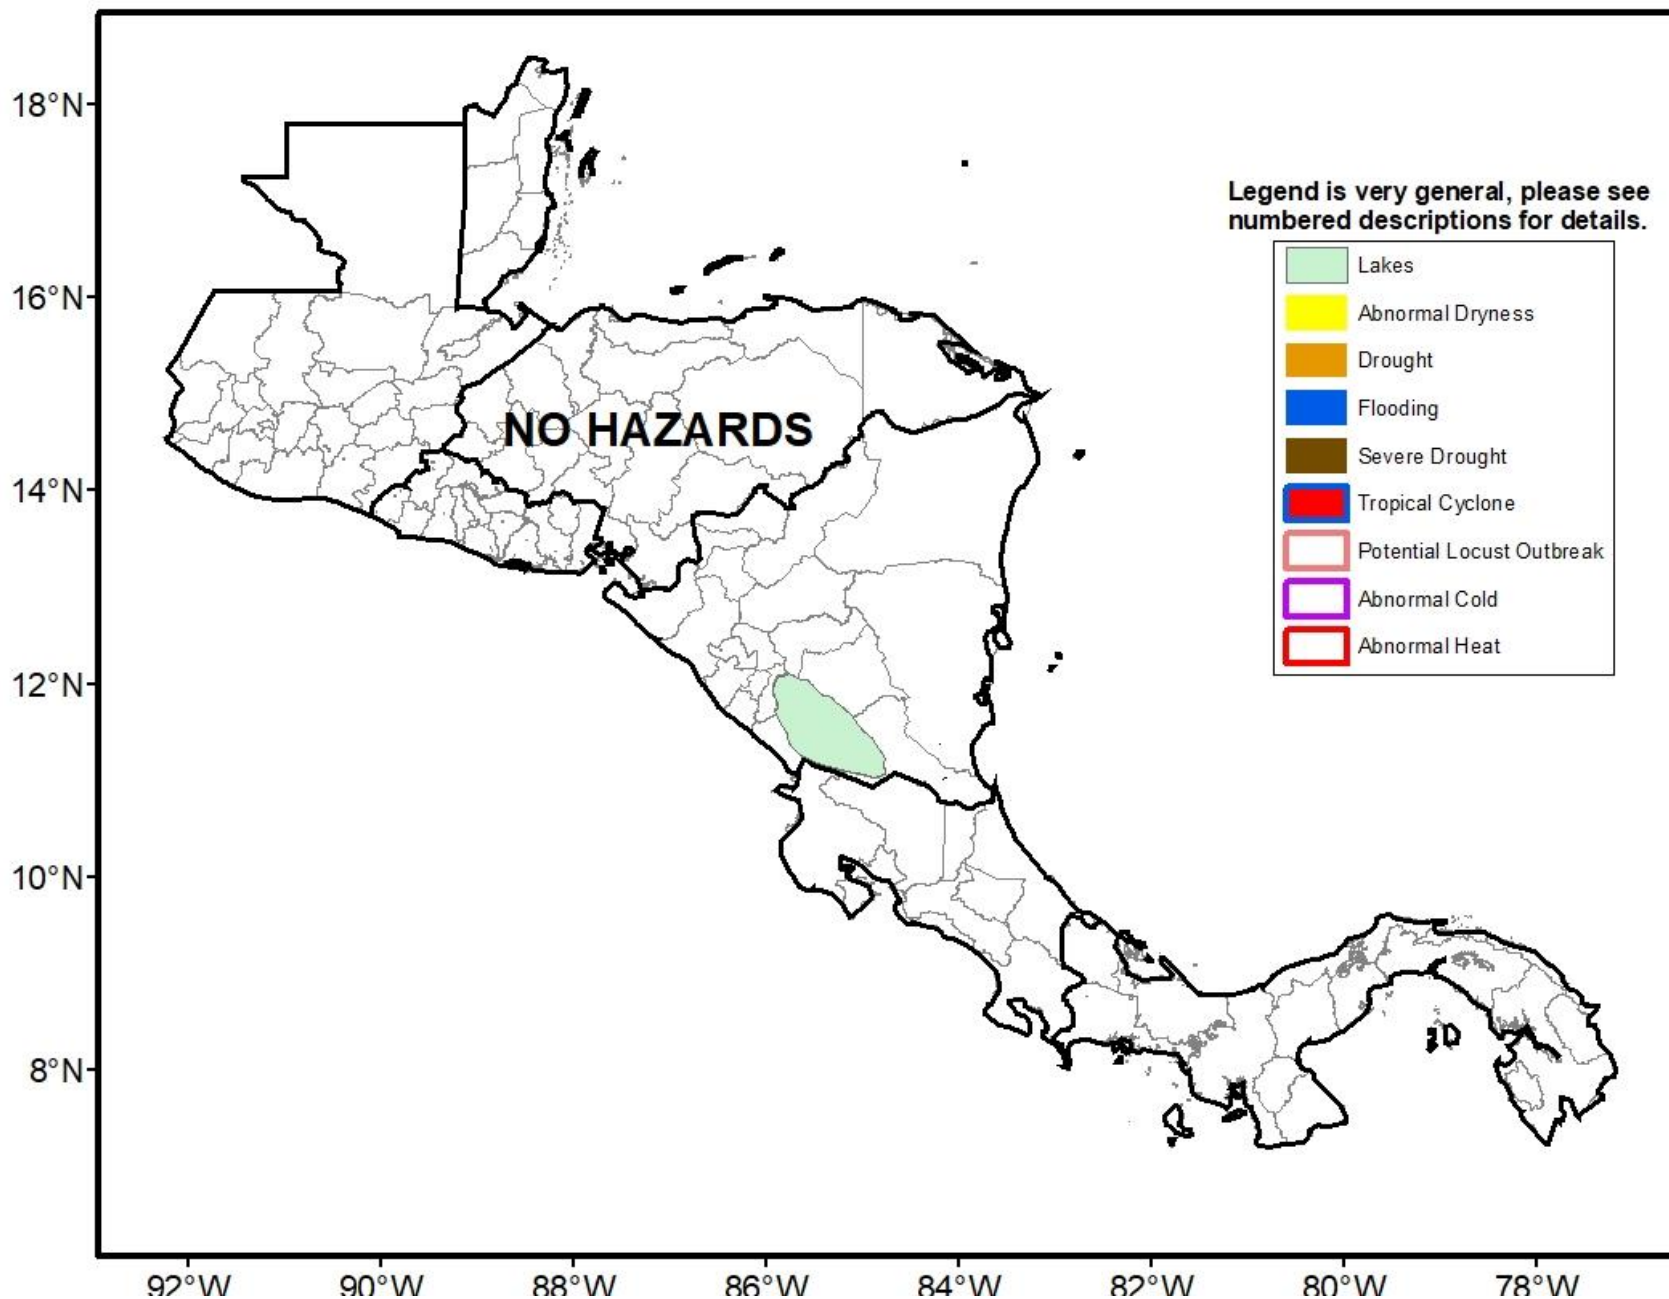 18°N
16°N
14°N
12°N
10°N
8°N
NO HAZARDS
Legend is very general, please see
numbered descriptions for details.
Lakes
Abnormal Dryness
Drought
Flooding
Severe Drought
Tropical Cyclone
Potential Locust Outbreak
Abnormal Cold
Abnormal Heat
92°W 90°W 88°W 86°W 84°W 82°W 80°W 78°W